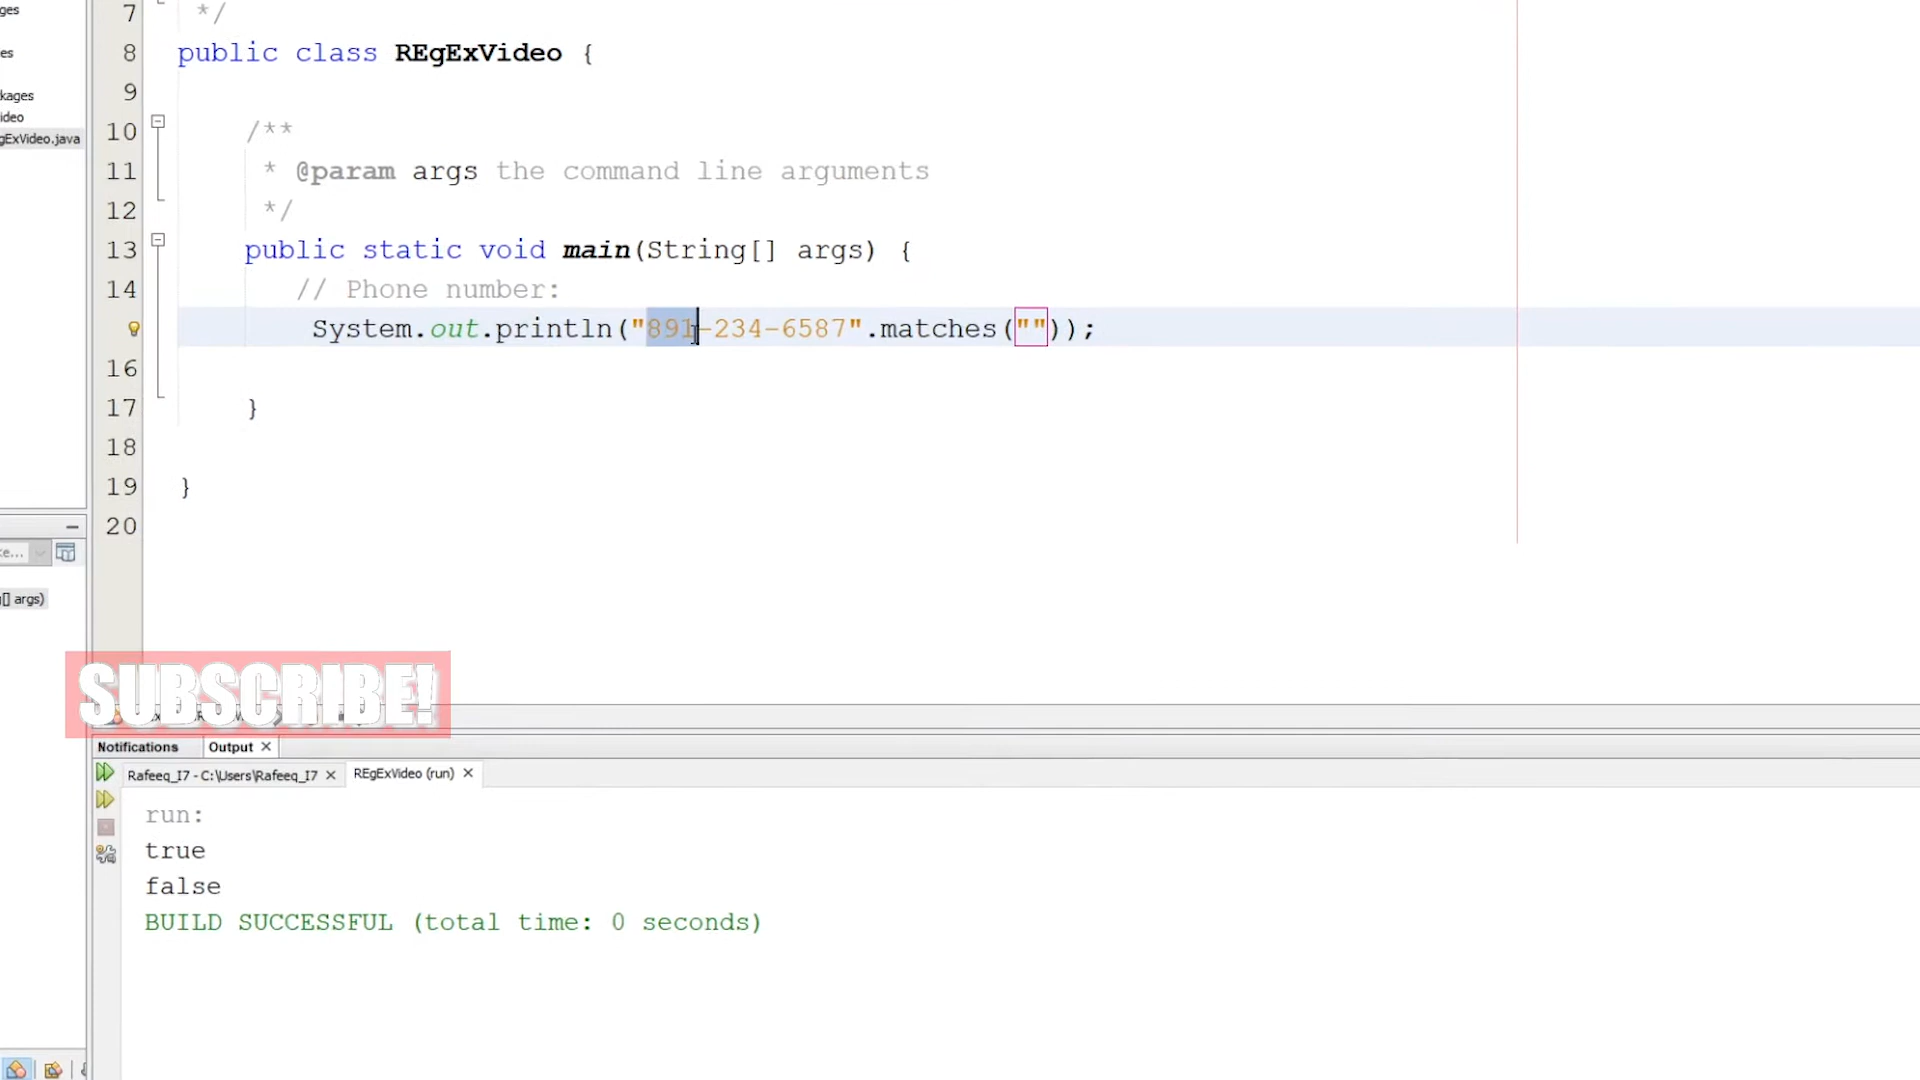 ges
7 */
es
8 public class REgExVideo {
9
kages
ideo
gExVideo.java
10 /**
11 * @param args the command line arguments
12 */
13 public static void main(String[] args) {
14 // Phone number:
System.out.println("891-234-6587".matches(""));
16
17 }
18
19 }
20
ke...
[] args)
SUBSCRIBE!
Notifications Output
Rafeeq_I7 - C:\Users\Rafeeq_I7 REgExVideo (run)
run:
true
false
BUILD SUCCESSFUL (total time: 0 seconds)